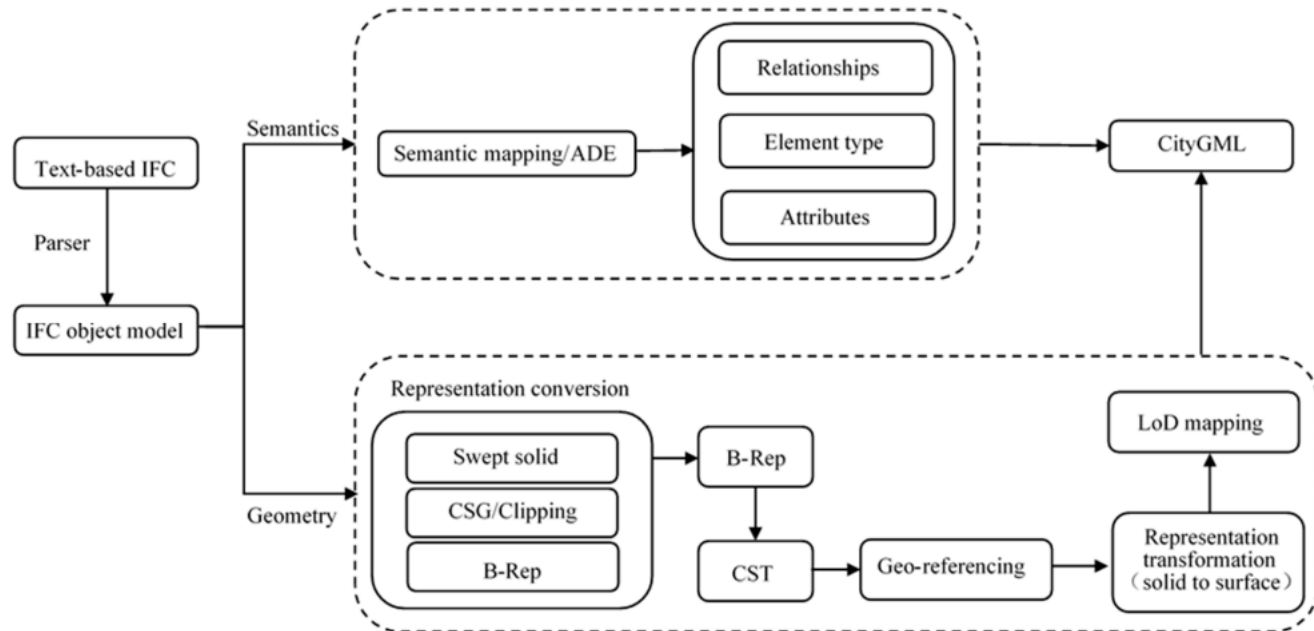 Relationships
Semantics
Text-based IFC
Semantic mapping/ADE
Element type
CityGML
Attributes
Parser
IFC object model
Representation conversion
Swept solid
CSG/Clipping
B-Rep
B-Rep
CST
Geo-referencing
Representation
transformation
（solid to surface）
LoD mapping
Geometry